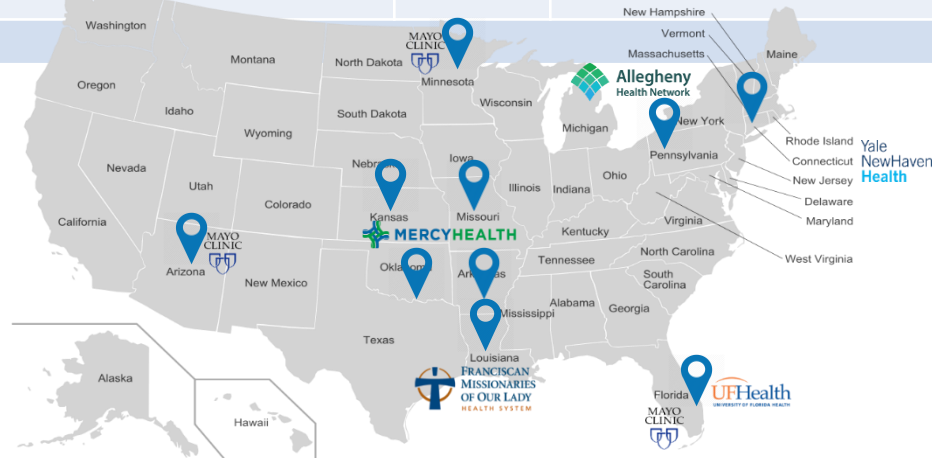 New Hampshire
Vermont
Massachusetts
Washington
Maine
MAYO
CLINIC
Montana
North Dakota
Minnesota
Oregon
Allegheny
Health Network
Idaho
Wisconsin
South Dakota
Michigan
New York
Wyoming
Rhode Island
Connecticut
New Jersey
Delaware
Maryland
West Virginia
Yale
NewHaven
Health
Pennsylvania
Iowa
Nevada
Utah
Colorado
Illinois
Indiana
Ohio
California
Kansas
Missouri
MERCYHEALTH
Kentucky
Virginia
MAYO
CLINIC
Arizona
New Mexico
Tennessee
North Carolina
South
Carolina
Mississippi
Alabama
Georgia
Texas
Louisiana
FRANCISCAN
MISSIONARIES
OF OUR LADY
HEALTH SYSTEM
Alaska
Hawaii
Florida
UFHealth
UNIVERSITY OF FLORIDA HEALTH
MAYO
CLINIC